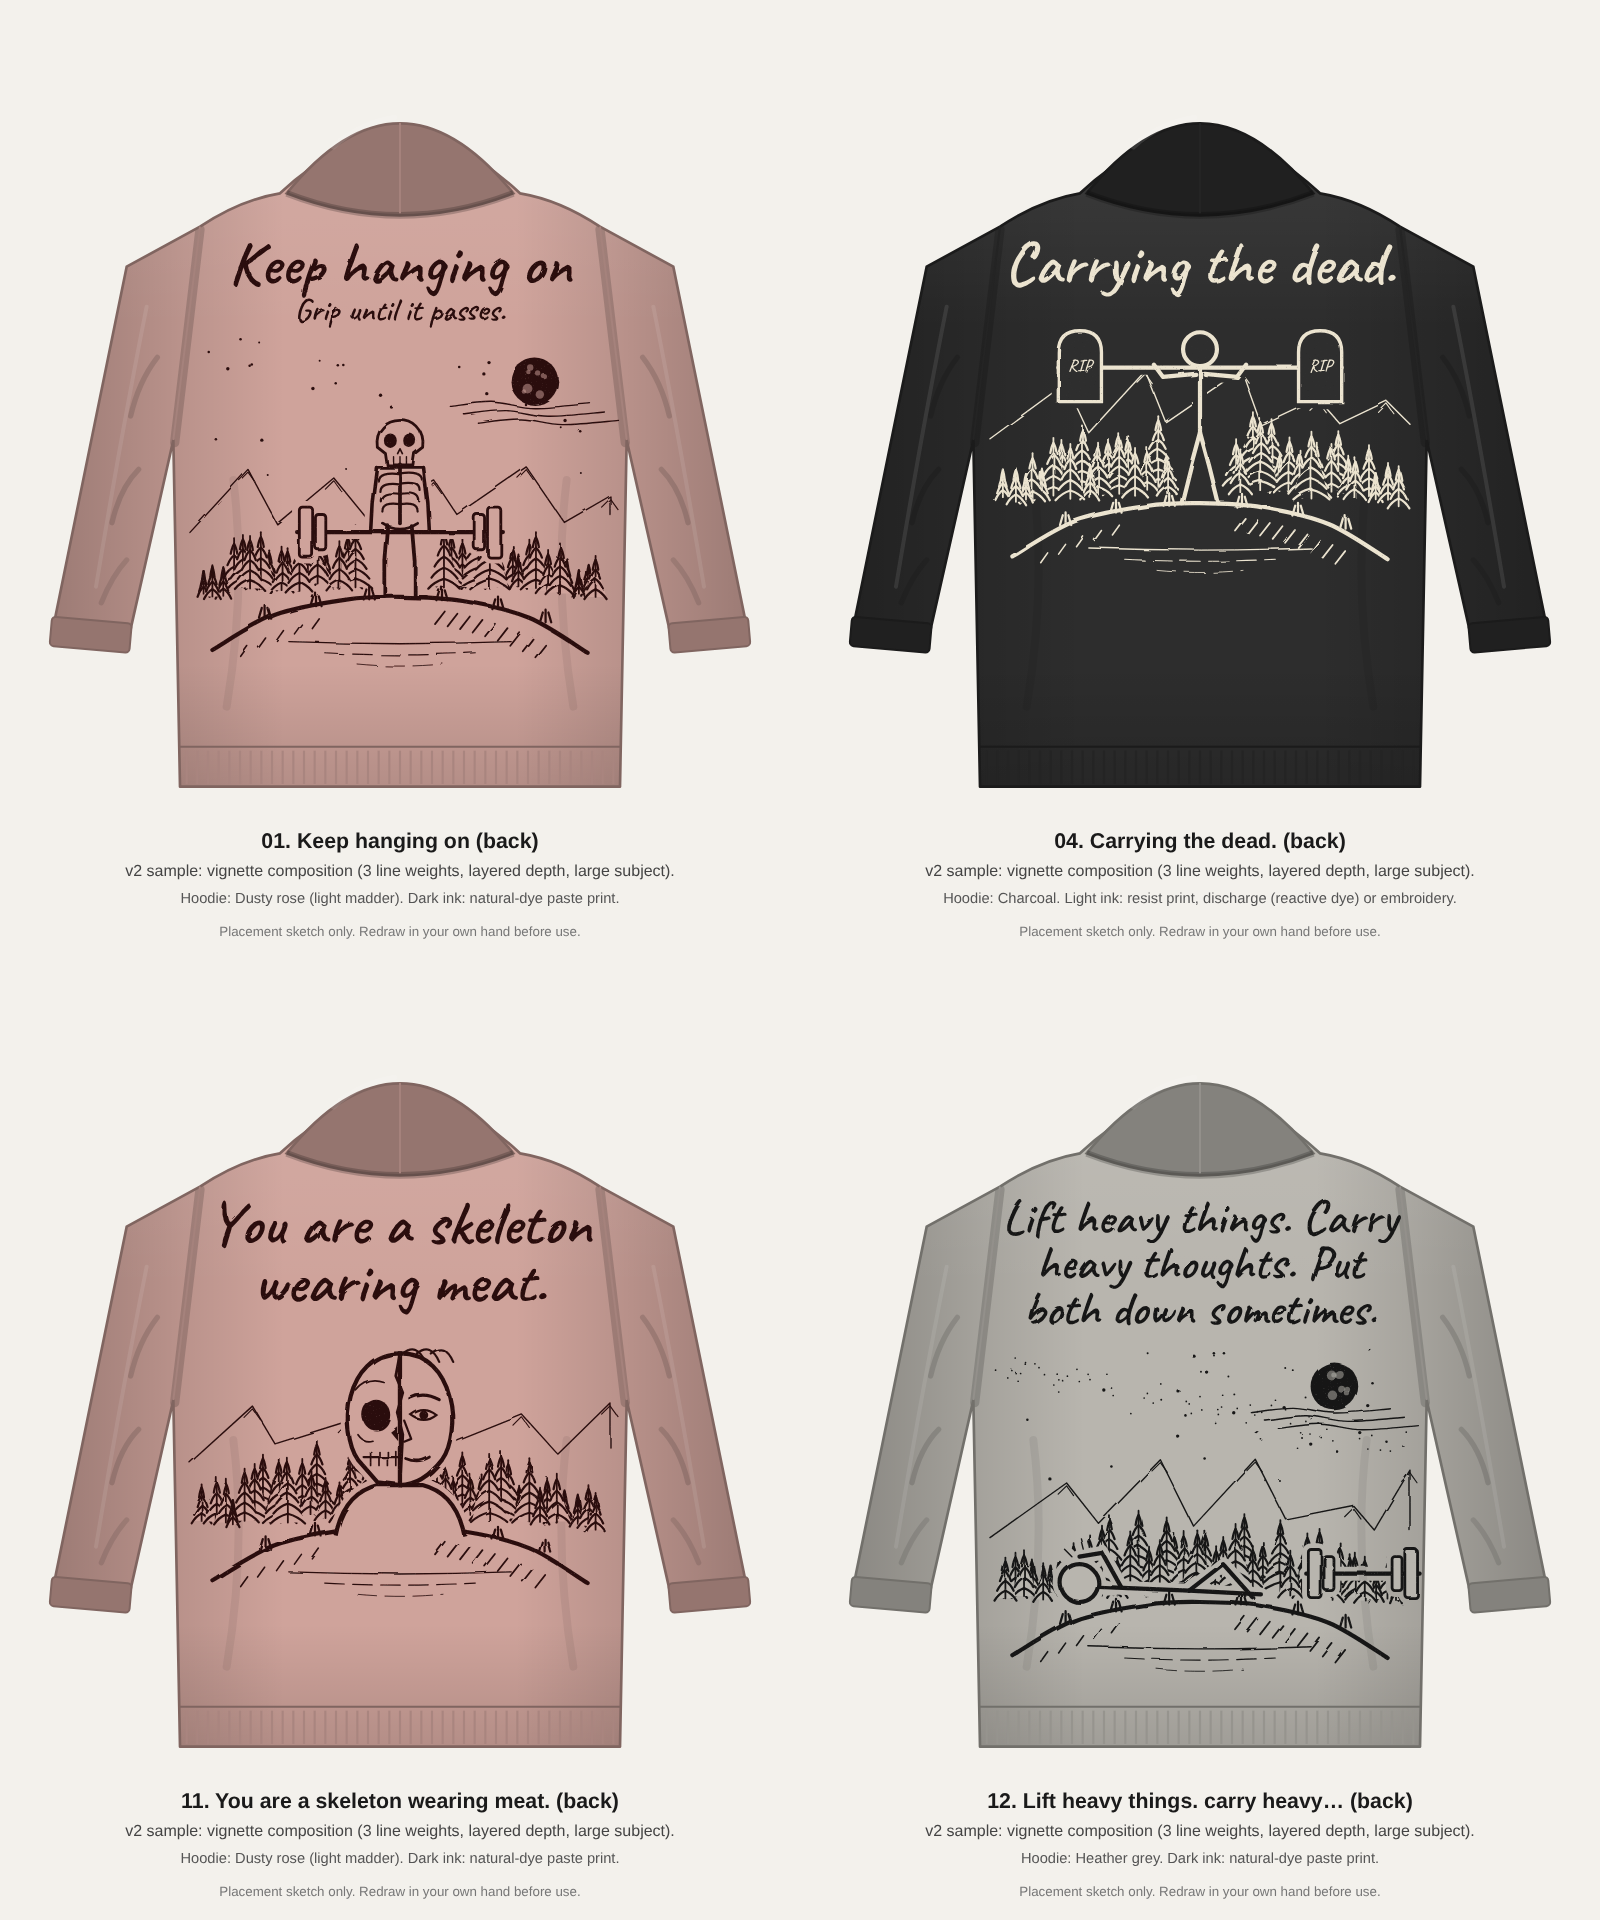 Keep hanging on
Grip until it passes.
01. Keep hanging on (back)
v2 sample: vignette composition (3 line weights, layered depth, large subject).
Hoodie: Dusty rose (light madder). Dark ink: natural-dye paste print.
Placement sketch only. Redraw in your own hand before use.
Carrying the dead.
RIP
RIP
04. Carrying the dead. (back)
v2 sample: vignette composition (3 line weights, layered depth, large subject).
Hoodie: Charcoal. Light ink: resist print, discharge (reactive dye) or embroidery.
Placement sketch only. Redraw in your own hand before use.
You are a skeleton
wearing meat.
11. You are a skeleton wearing meat. (back)
v2 sample: vignette composition (3 line weights, layered depth, large subject).
Hoodie: Dusty rose (light madder). Dark ink: natural-dye paste print.
Placement sketch only. Redraw in your own hand before use.
Lift heavy things. Carry
heavy thoughts. Put
both down sometimes.
12. Lift heavy things. carry heavy… (back)
v2 sample: vignette composition (3 line weights, layered depth, large subject).
Hoodie: Heather grey. Dark ink: natural-dye paste print.
Placement sketch only. Redraw in your own hand before use.